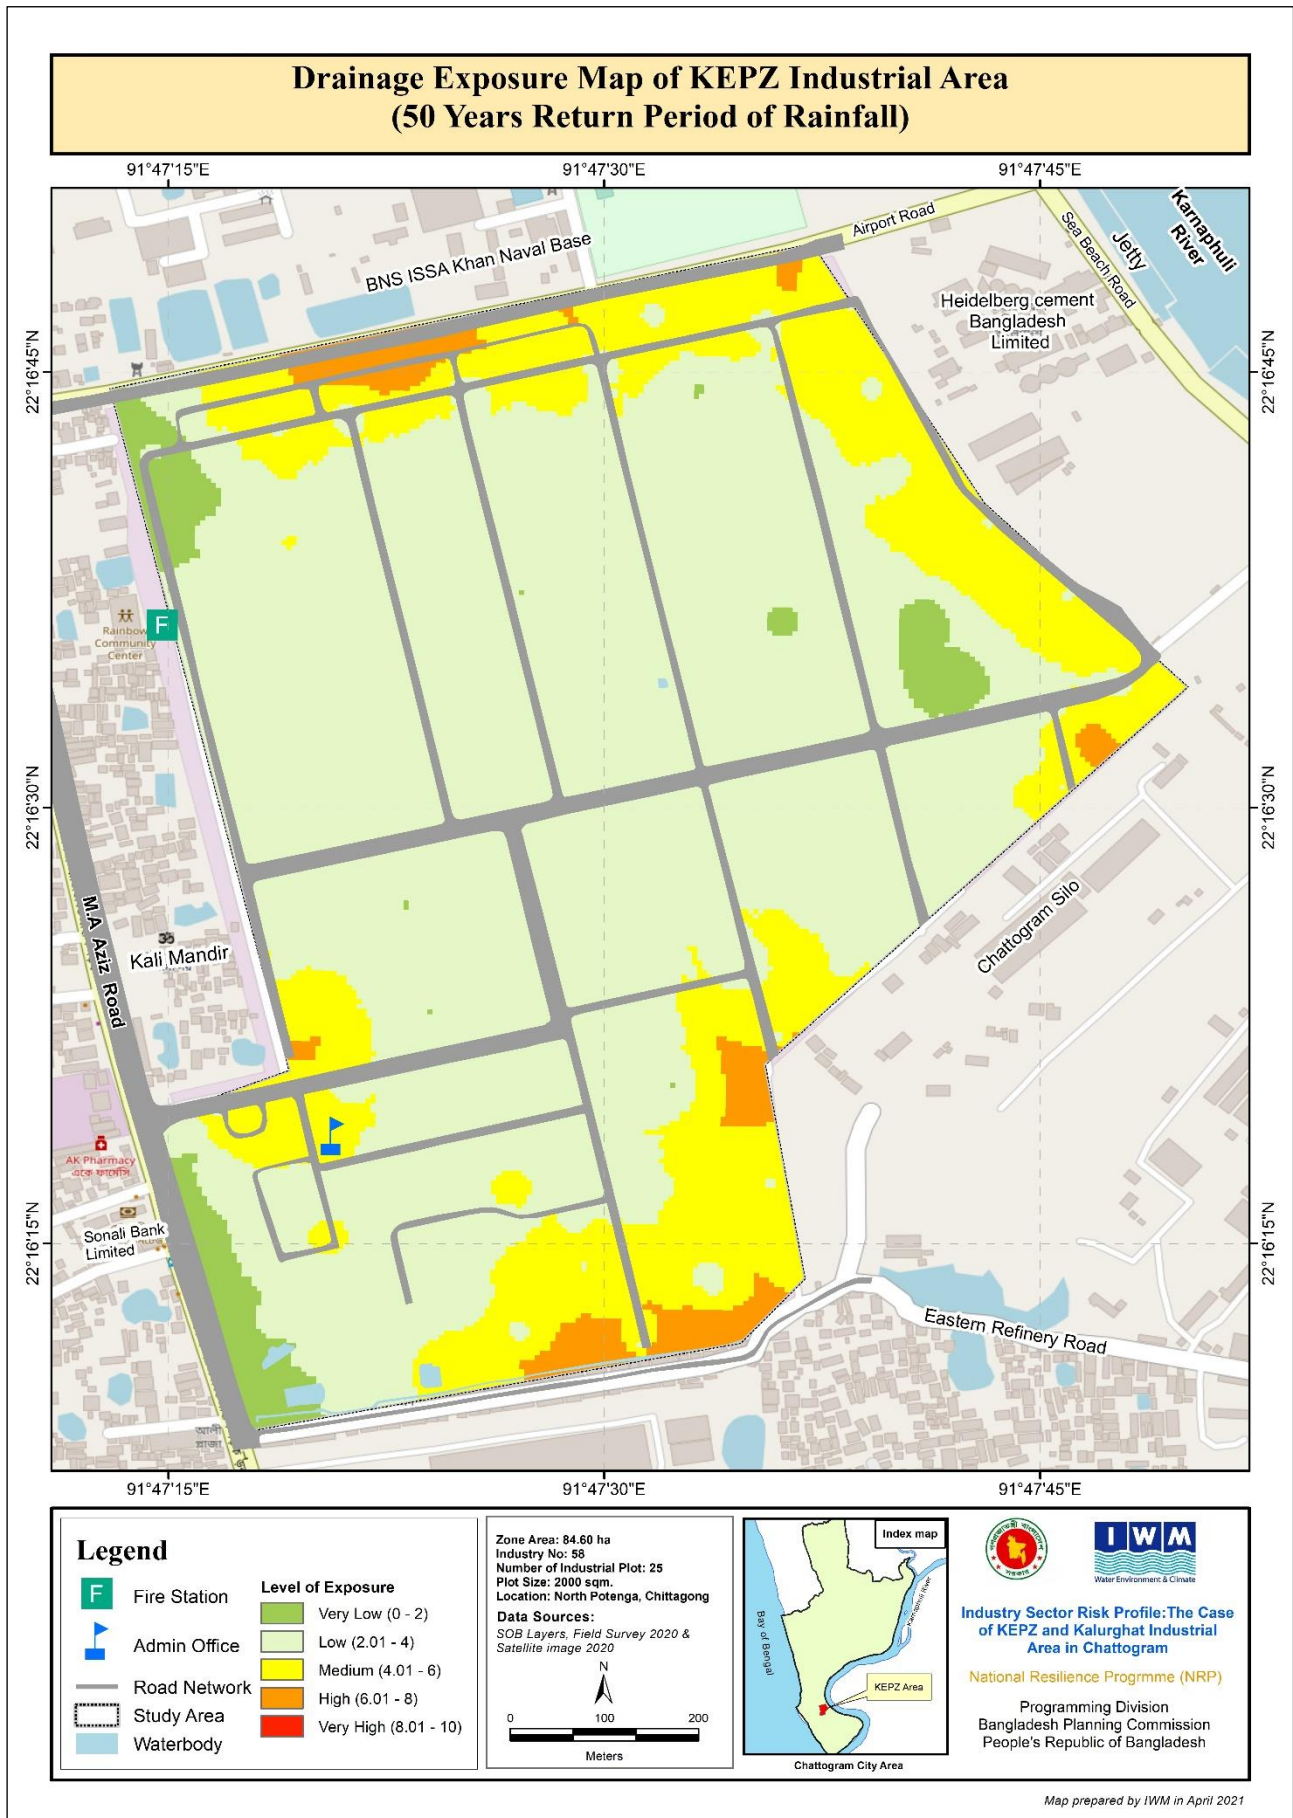 Drainage Exposure Map of KEPZ Industrial Area
(50 Years Return Period of Rainfall)
91°47'15"E
91°47'30"E
91°47'45"E
22°16'45"N
22°16'45"N
22°16'30"N
22°16'30"N
22°16'15"N
22°16'15"N
BNS ISSA Khan Naval Base
Airport Road
Sea Beach Road
Jetty
Karnaphuli
River
Heidelberg cement
Bangladesh
Limited
F
Rainbow
Community
Center
M.A Aziz Road
Kali Mandir
Chattogram Silo
AK Pharmacy
একে ফার্মেসি
Sonali Bank
Limited
Eastern Refinery Road
91°47'15"E
91°47'30"E
91°47'45"E
Legend
F
Fire Station
Admin Office
Road Network
Study Area
Waterbody
Level of Exposure
Very Low (0 - 2)
Low (2.01 - 4)
Medium (4.01 - 6)
High (6.01 - 8)
Very High (8.01 - 10)
Zone Area: 84.60 ha
Industry No: 58
Number of Industrial Plot: 25
Plot Size: 2000 sqm.
Location: North Potenga, Chittagong
Data Sources:
SOB Layers, Field Survey 2020 &
Satellite image 2020
N
0 100 200
Meters
Index map
Bay of Bengal
Karnaphuli River
KEPZ Area
Chattogram City Area
IWM
Water Environment & Climate
Industry Sector Risk Profile:The Case
of KEPZ and Kalurghat Industrial
Area in Chattogram
National Resilience Progrmme (NRP)
Programming Division
Bangladesh Planning Commission
People's Republic of Bangladesh
Map prepared by IWM in April 2021